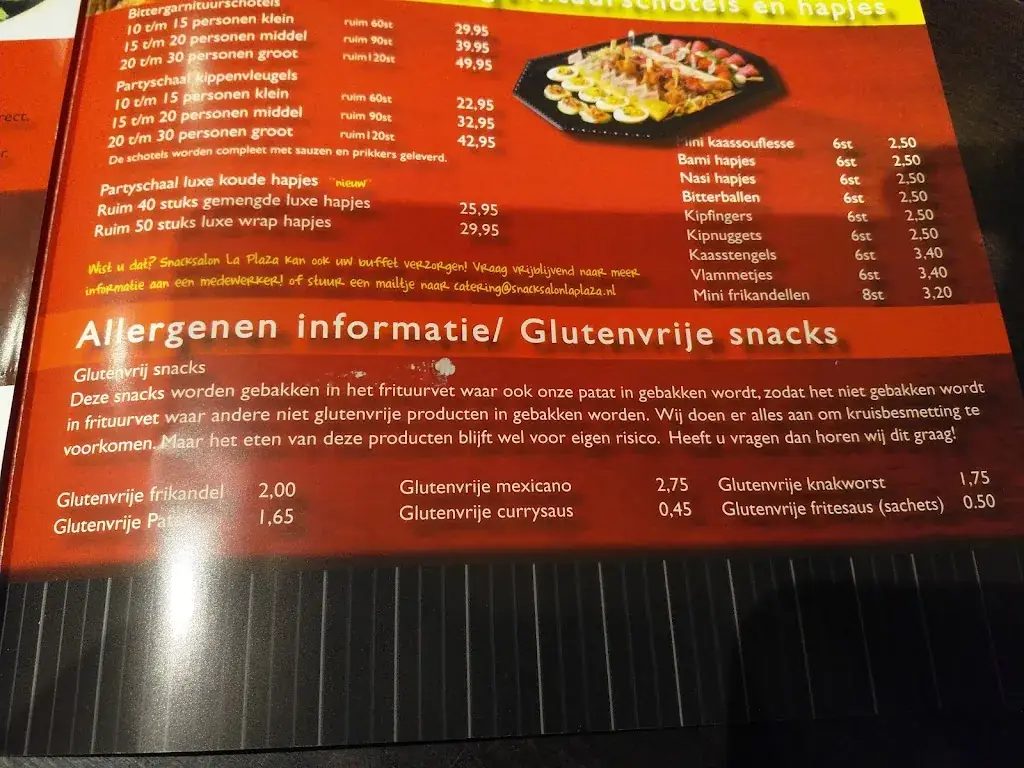 Bittergarnituurschotels
10 t/m 15 personen klein ruim 60st 29.95
15 t/m 20 personen middel ruim 90st 39.95
20 t/m 30 personen groot ruim120st 49,95
Partyschaal kippenvleugels
10 t/m 15 personen klein ruim 60st 22,95
15 t/m 20 personen middel ruim 90st 32,95
20 t/m 30 personen groot ruim120st 42,95
De schotels worden compleet met sauzen en prikkers geleverd.
Partyschaal luxe koude hapjes "nieuw"
Ruim 40 stuks gemengde luxe hapjes 25,95
Ruim 50 stuks luxe wrap hapjes 29,95
Wist u dat? Snacksalon La Plaza kan ook uw buffet verzorgen! Vraag vrijblijvend naar meer
informatie aan een medewerker! of stuur een mailtje naar catering@snacksalonlaplaza.nl
en hapjes
kaassouflesse 6st 2,50
Bami hapjes 6st 2,50
Nasi hapjes 6st 2,50
Bitterballen 6st 2,50
Kipfingers 6st 2,50
Kipnuggets 6st 2,50
Kaasstengels 6st 3,40
Vlammetjes 6st 3,40
Mini frikandellen 8st 3,20
Allergenen informatie/ Glutenvrije snacks
Glutenvrij snacks
Deze snacks worden gebakken in het frituurvet waar ook onze patat in gebakken wordt, zodat het niet gebakken wordt
in frituurvet waar andere niet glutenvrije producten in gebakken worden. Wij doen er alles aan om kruisbesmetting te
voorkomen. Maar het eten van deze producten blijft wel voor eigen risico. Heeft u vragen dan horen wij dit graag!
Glutenvrije frikandel 2,00
Glutenvrije 1,65
Glutenvrije mexicano 2,75
Glutenvrije currysaus 0,45
Glutenvrije knakworst 1,75
Glutenvrije fritesaus (sachets) 0.50